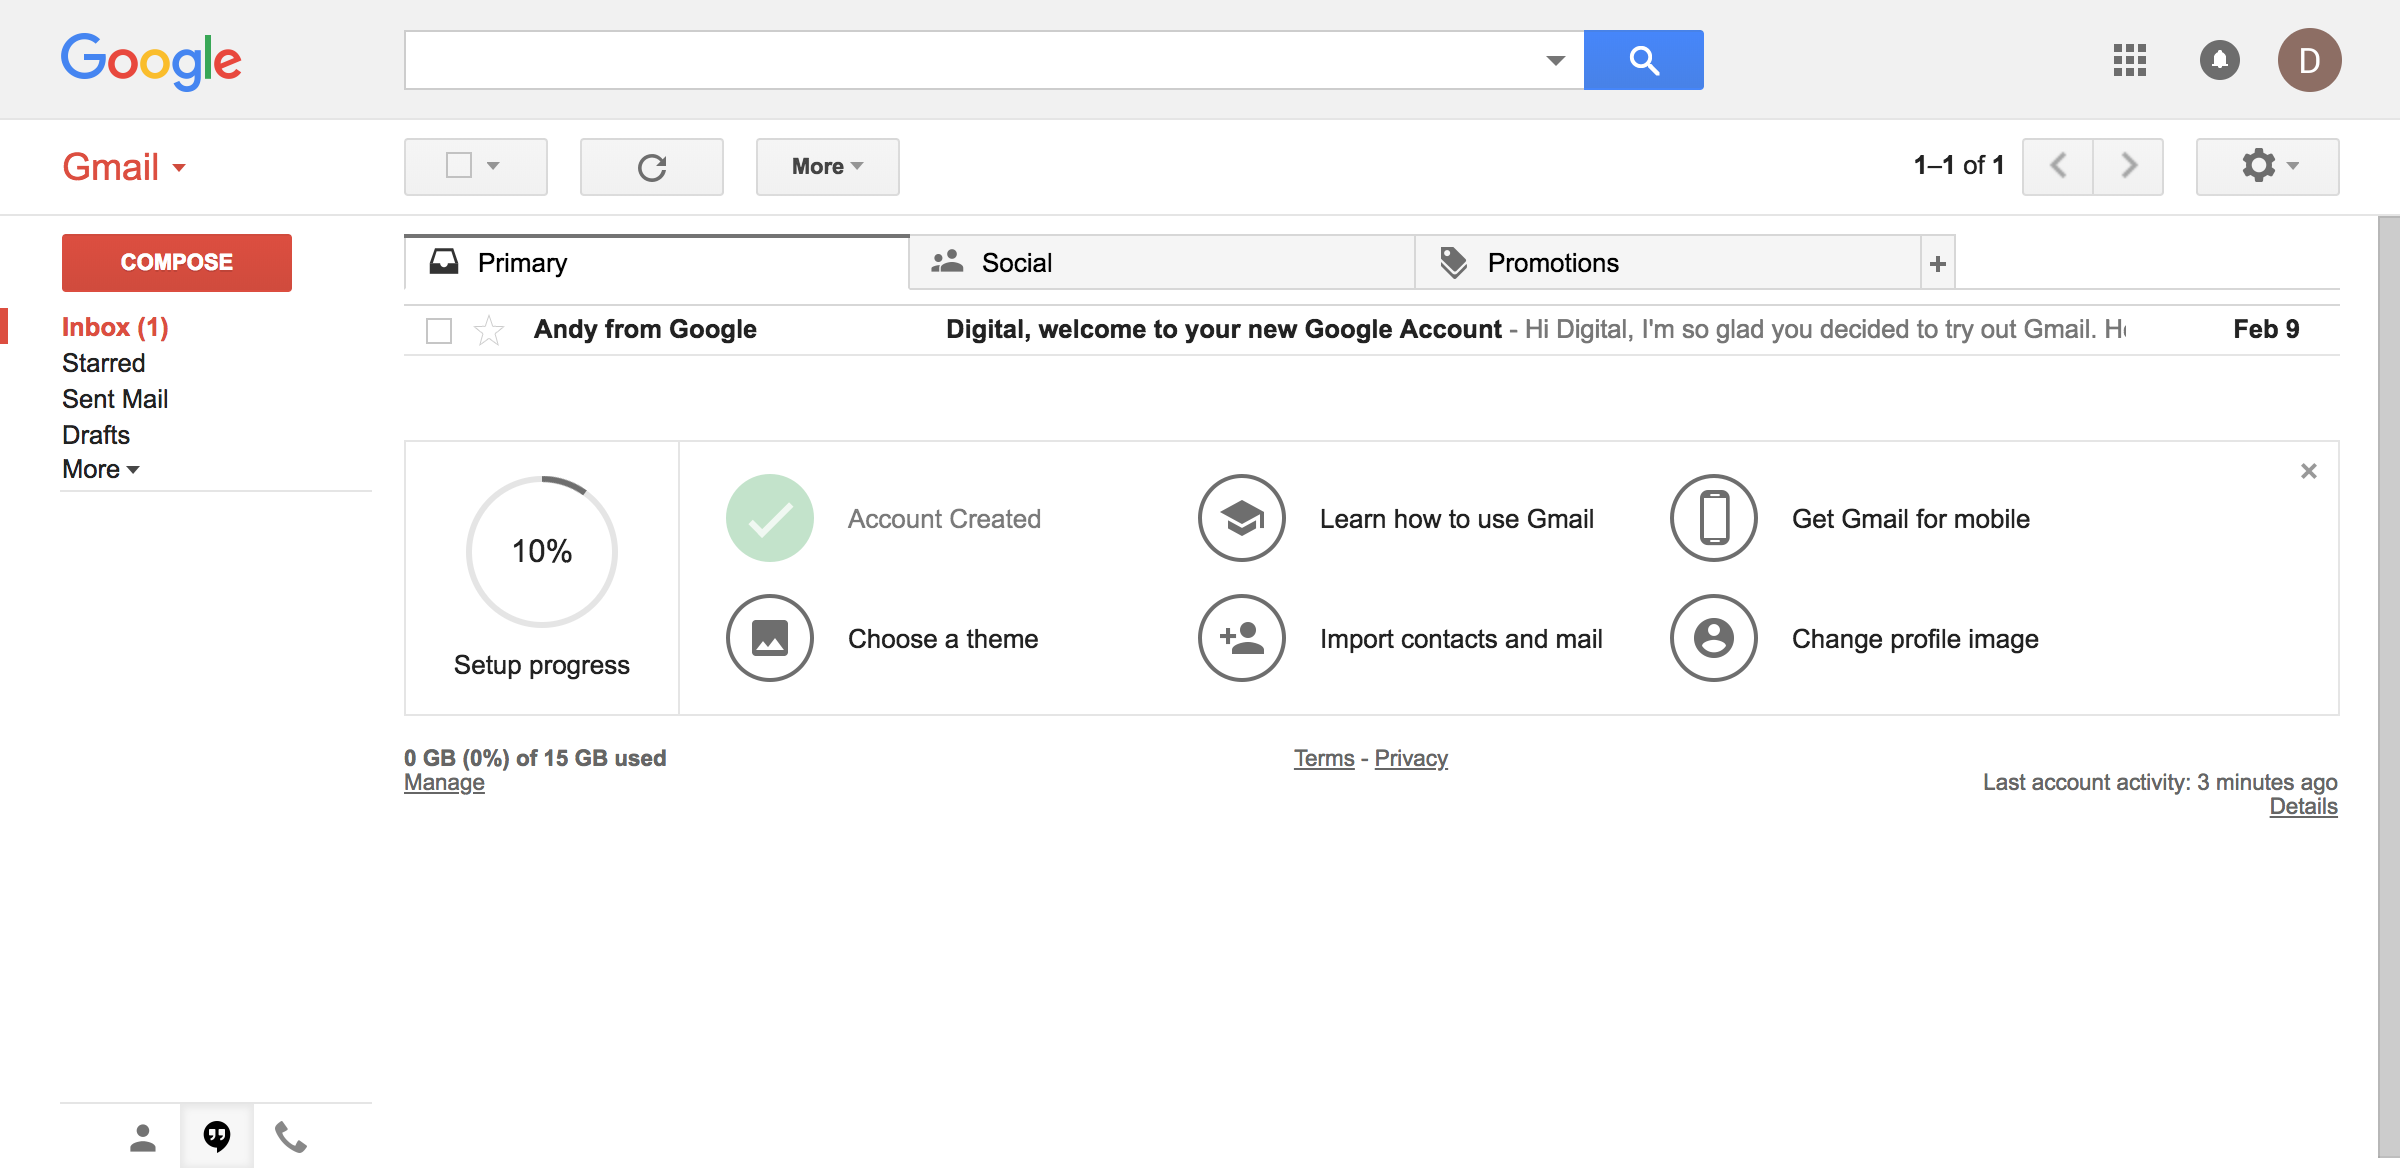 Google
D
Gmail
More
1–1 of 1
COMPOSE
Primary
Social
Promotions
+
Inbox (1)
Starred
Sent Mail
Drafts
More
Andy from Google
Digital, welcome to your new Google Account - Hi Digital, I'm so glad you decided to try out Gmail.
Feb 9
10%
Setup progress
Account Created
Learn how to use Gmail
Get Gmail for mobile
Choose a theme
Import contacts and mail
Change profile image
0 GB (0%) of 15 GB used
Manage
Terms - Privacy
Last account activity: 3 minutes ago
Details